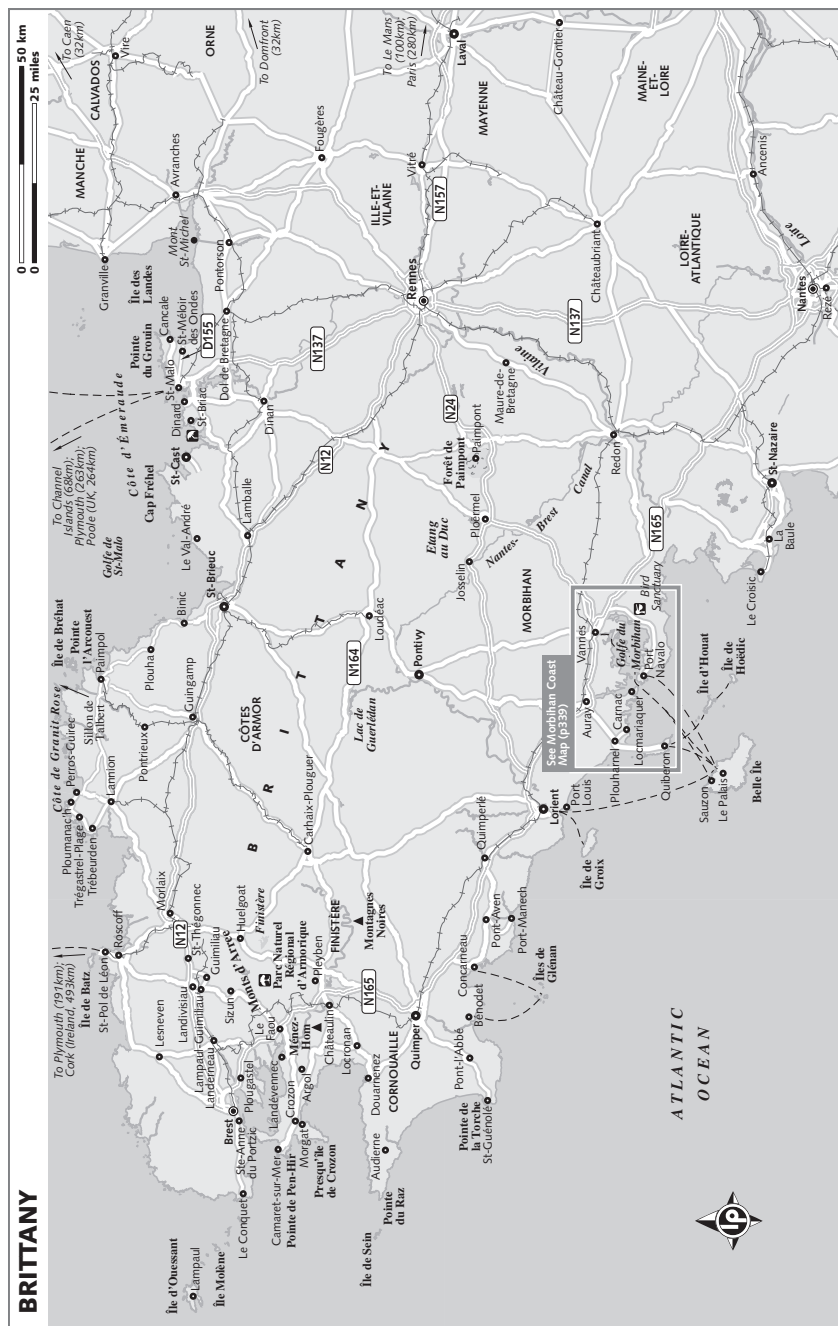 BRITTANY
0 50 km
0 25 miles
To Plymouth (191km);
Cork (Ireland, 493km)
To Channel
Islands (68km);
Plymouth (263km);
Poole (UK, 264km)
To Caen
(32km)
To Domfront
(32km)
To Le Mans
(100km);
Paris (280km)
Île d'Ouessant
Lampaul
Île Molène
Le Conquet
Brest
Ste-Anne
du Portzic
Plougastel
Landerneau
Lampaul-Guimiliau
Landivisiau
Lesneven
St-Pol de Léon
Roscoff
Île de Batz
Morlaix
N12
St-Thégonnec
Guimiliau
Sizun
Monts d'Arrée
Huelgoat
Finistère
Parc Naturel
Régional
d'Armorique
Le
Faou
Landévennec
Camaret-sur-Mer
Crozon
Pointe de Pen-Hir
Morgat
Argol
Ménez-
Hom
Presqu'île
de Crozon
Châteaulin
Pleyben
FINISTÈRE
Montagnes
Noires
Locronan
Douarnenez
Audierne
Pointe
du Raz
Île de Sein
CORNOUAILLE
Quimper
N165
Pont-l'Abbé
Bénodet
Concarneau
Pointe de
la Torche
St-Guénolé
Îles de
Glénan
Pont-Aven
Port-Manech
Quimperlé
Lorient
Port
Louis
Île de
Groix
Carhaix-Plouguer
Côte de Granit Rose
Ploumanac'h
Perros-Guirec
Trégastel-Plage
Trébeurden
Lannion
Sillon de
Talbert
Pontrieux
Paimpol
Île de Bréhat
Pointe
l'Arcouest
Plouha
Binic
Guingamp
CÔTES
D'ARMOR
St-Brieuc
Golfe de
St-Malo
Le Val-André
Lamballe
Cap Fréhel
Côte d'Émeraude
St-Cast
St-Briac
Dinard
St-Malo
Pointe
du Grouin
Cancale
St-Méloir
des Ondes
D155
Île des
Landes
Dol de Bretagne
Dinan
N137
N12
Pontorson
Mont
St-Michel
Granville
Avranches
MANCHE
CALVADOS
Vire
ORNE
Fougères
Vitré
ILLE-ET-
VILAINE
Rennes
N157
Laval
MAYENNE
Château-Gontier
MAINE-
ET-
LOIRE
BRITTANY
N164
Lac de
Guerlédan
Loudéac
Pontivy
Josselin
Etang
au Duc
Ploërmel
Forêt de
Paimpont
Paimpont
N24
Maure-de-
Bretagne
Vilaine
N137
Châteaubriant
LOIRE-
ATLANTIQUE
Ancenis
Loire
Nantes
Rezé
Nantes-Brest Canal
MORBIHAN
Redon
N165
St-Nazaire
La
Baule
Le Croisic
See Morbihan Coast
Map (p339)
Vannes
Auray
Golfe du
Morbihan
Bird
Sanctuary
Port
Navalo
Carnac
Locmariaquer
Plouharnel
Quiberon
Île d'Houat
Île de
Hoëdic
Sauzon
Le Palais
Belle Île
ATLANTIC
OCEAN
lp